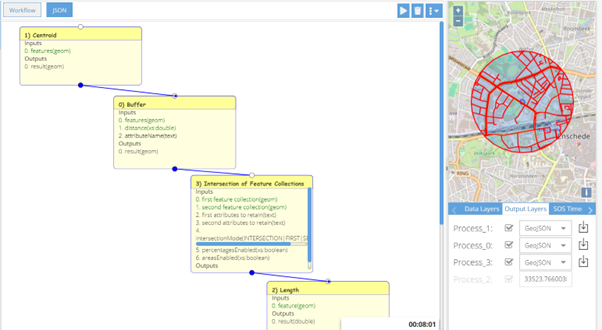 Workflow
JSON
1) Centroid
Inputs
0. features(geom)
Outputs
0. result(geom)
0) Buffer
Inputs
0. features(geom)
1. distance(xs:double)
2. attributeName(text)
Outputs
0. result(geom)
3) Intersection of Feature Collections
Inputs
0. first feature collection(geom)
1. second feature collection(geom)
2. first attributes to retain(text)
3. second attributes to retain(text)
4.
intersectionMode(INTERSECTION|FIRST|S
5. percentagesEnabled(xs:boolean)
6. areasEnabled(xs:boolean)
Outputs
2) Length
Inputs
0. feature(geom)
Outputs
0. result(double)
00:08:01
+
−
nschede
i
Data Layers
Output Layers
SOS Time
Process_1:
GeoJSON
Process_0:
GeoJSON
Process_3:
GeoJSON
Process_2
33523.766003